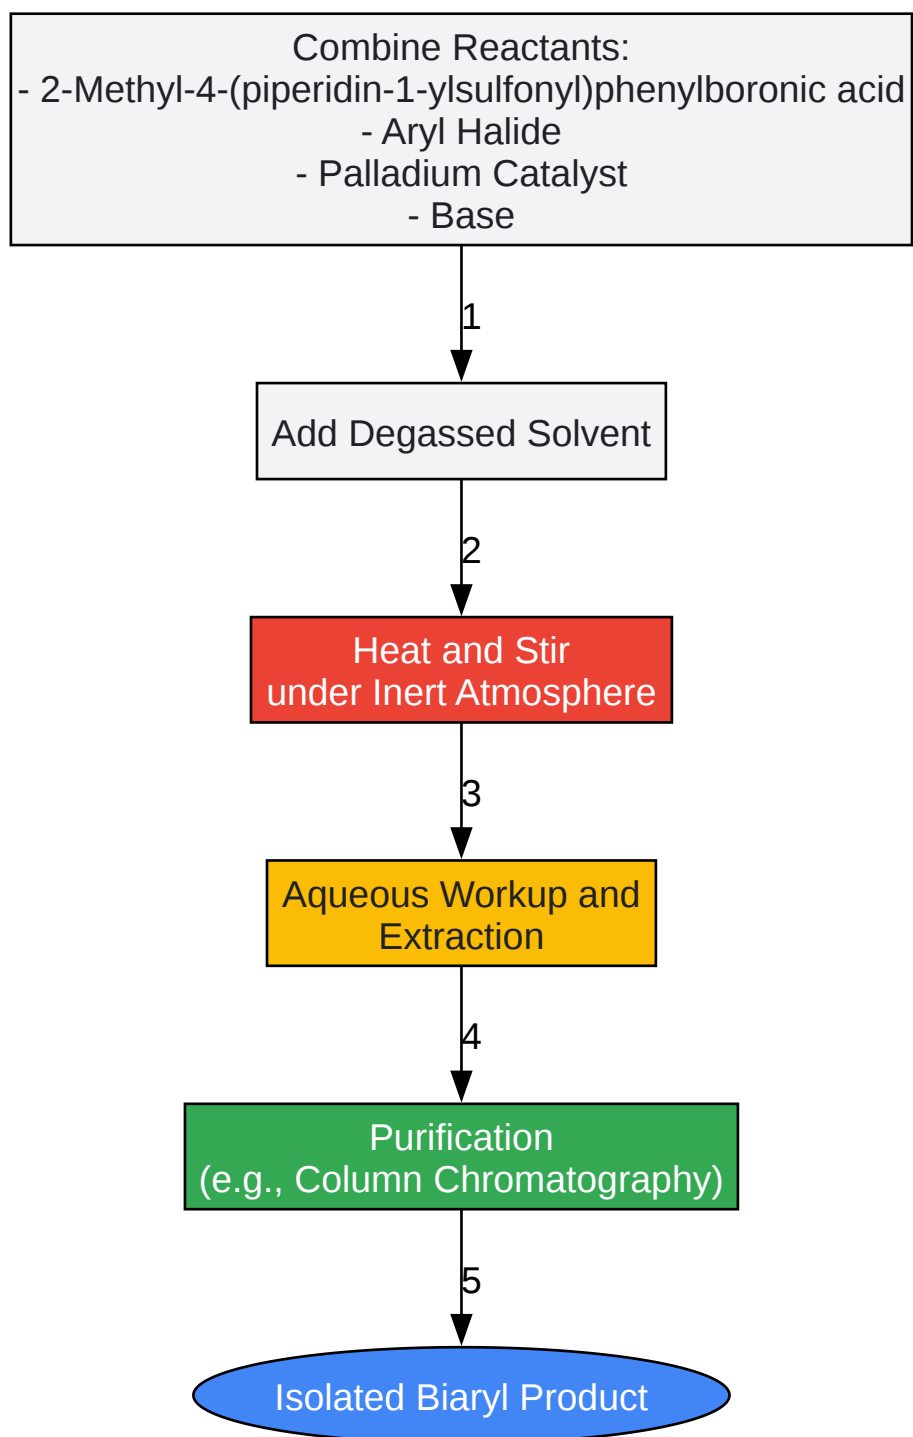 Combine Reactants:
- 2-Methyl-4-(piperidin-1-ylsulfonyl)phenylboronic acid
- Aryl Halide
- Palladium Catalyst
- Base
1
Add Degassed Solvent
2
Heat and Stir
under Inert Atmosphere
3
Aqueous Workup and
Extraction
4
Purification
(e.g., Column Chromatography)
5
Isolated Biaryl Product